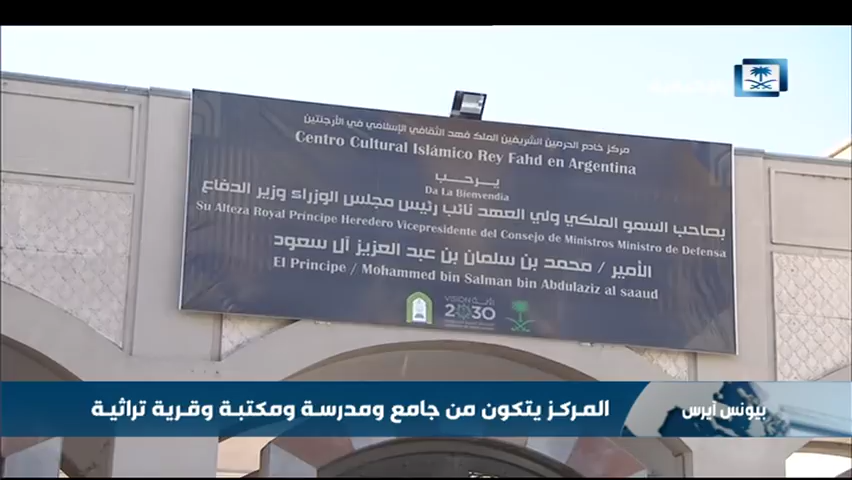 مركز خادم الحرمين الشريفين الملك فهد الثقافي الإسلامي في الأرجنتين
Centro Cultural Islámico Rey Fahd en Argentina
يرحب
Da La Bienvendia
بصاحب السمو الملكي ولي العهد نائب رئيس مجلس الوزراء وزير الدفاع
Su Alteza Royal Príncipe Heredero Vicepresidente del Consejo de Ministros Ministro de Defensa
الأمير / محمد بن سلمان بن عبد العزيز آل سعود
El Principe / Mohammed bin Salman bin Abdulaziz al saaud
VISION رؤية
2030
بيونس آيرس
المركز يتكون من جامع ومدرسة ومكتبة وقرية تراثية